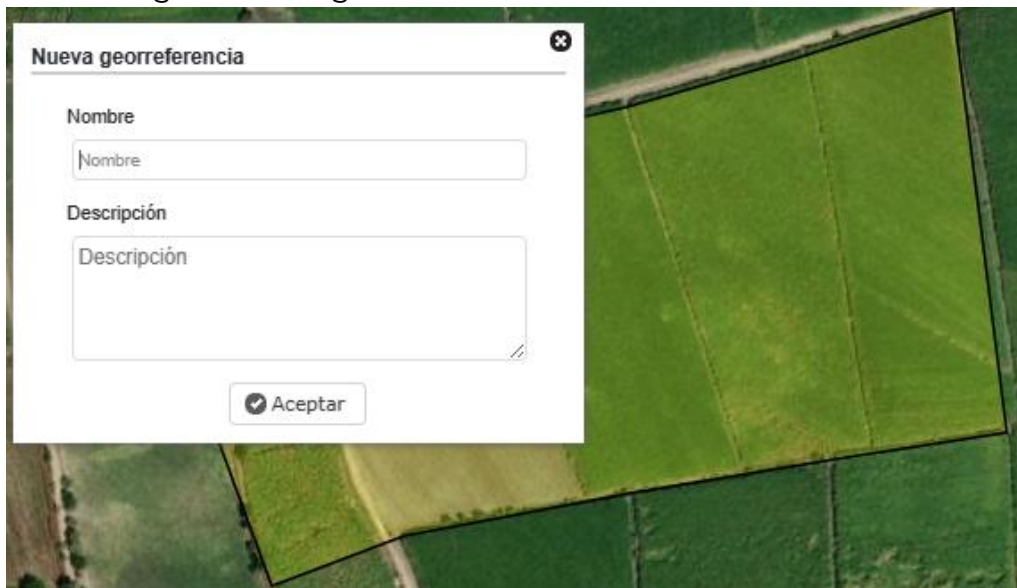 Nueva georreferencia
Nombre
Nombre
Descripción
Descripción
Aceptar